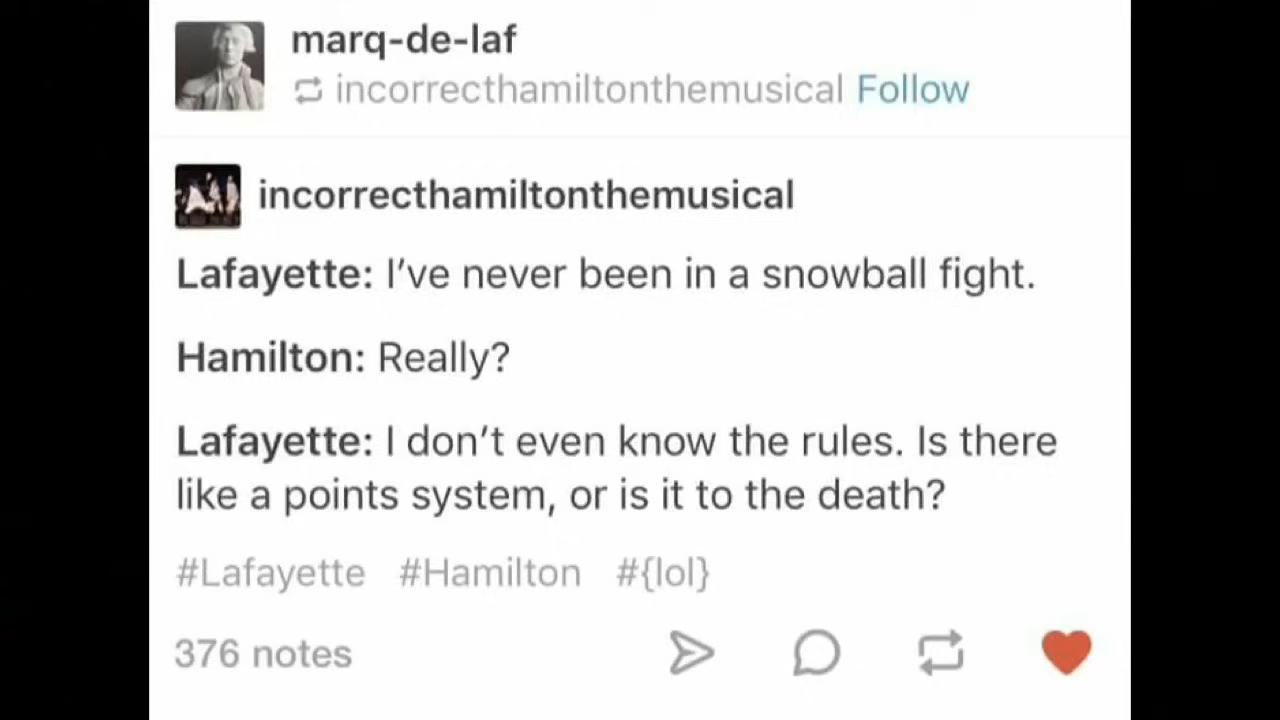 marq-de-laf
incorrecthamiltonthemusical Follow
incorrecthamiltonthemusical
Lafayette: I’ve never been in a snowball fight.
Hamilton: Really?
Lafayette: I don’t even know the rules. Is there
like a points system, or is it to the death?
#Lafayette #Hamilton #{lol}
376 notes